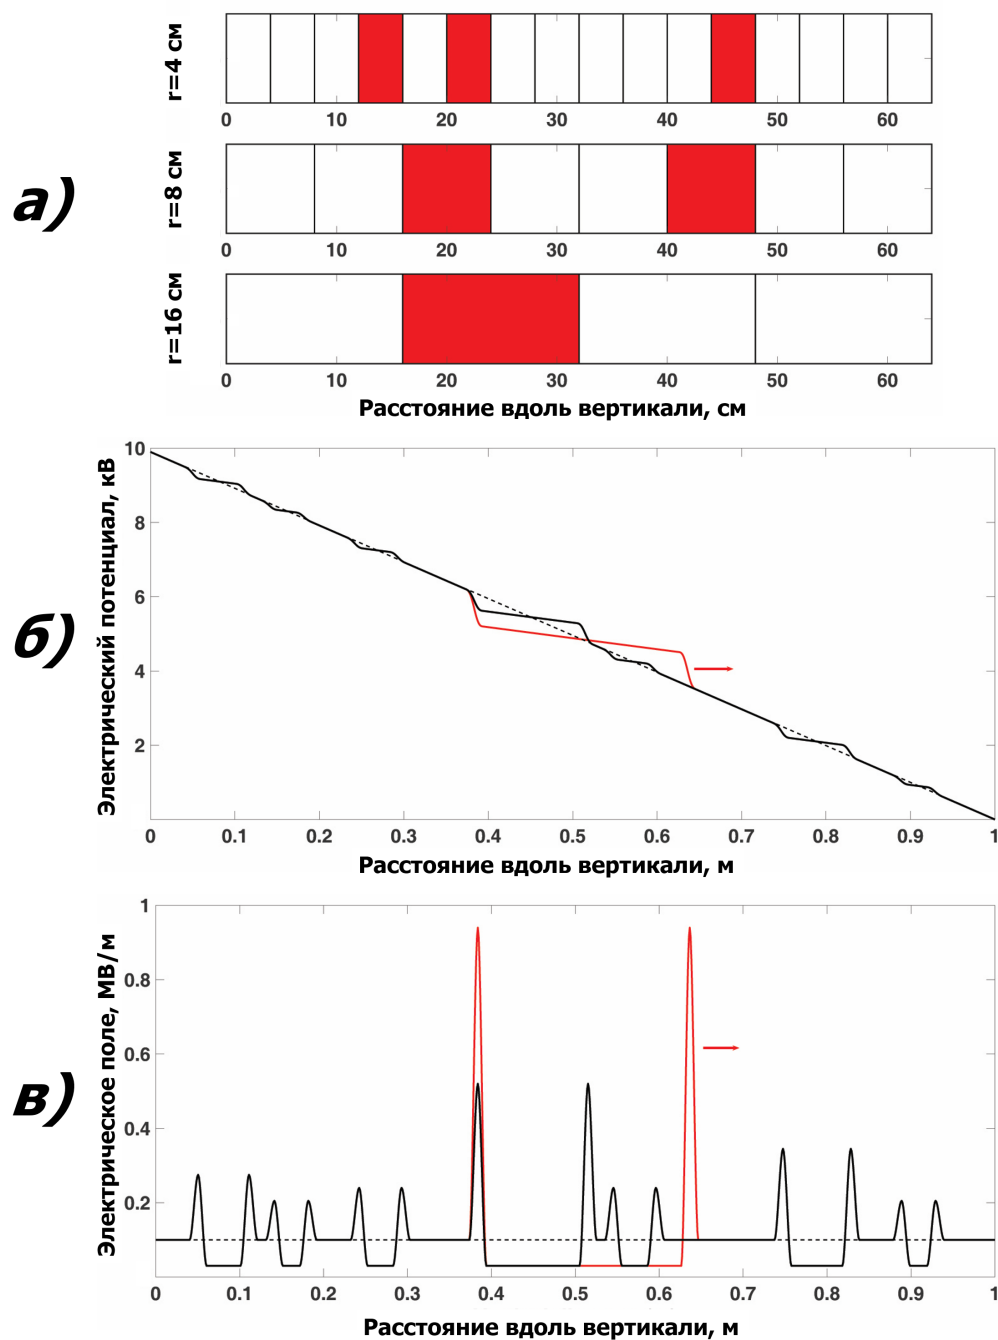 а)
r=4 см
0 10 20 30 40 50 60
r=8 см
0 10 20 30 40 50 60
r=16 см
0 10 20 30 40 50 60
Расстояние вдоль вертикали, см
б)
Электрический потенциал, кВ
10
8
6
4
2
0 0.1 0.2 0.3 0.4 0.5 0.6 0.7 0.8 0.9 1
Расстояние вдоль вертикали, м
в)
Электрическое поле, МВ/м
1
0.8
0.6
0.4
0.2
0 0.1 0.2 0.3 0.4 0.5 0.6 0.7 0.8 0.9 1
Расстояние вдоль вертикали, м